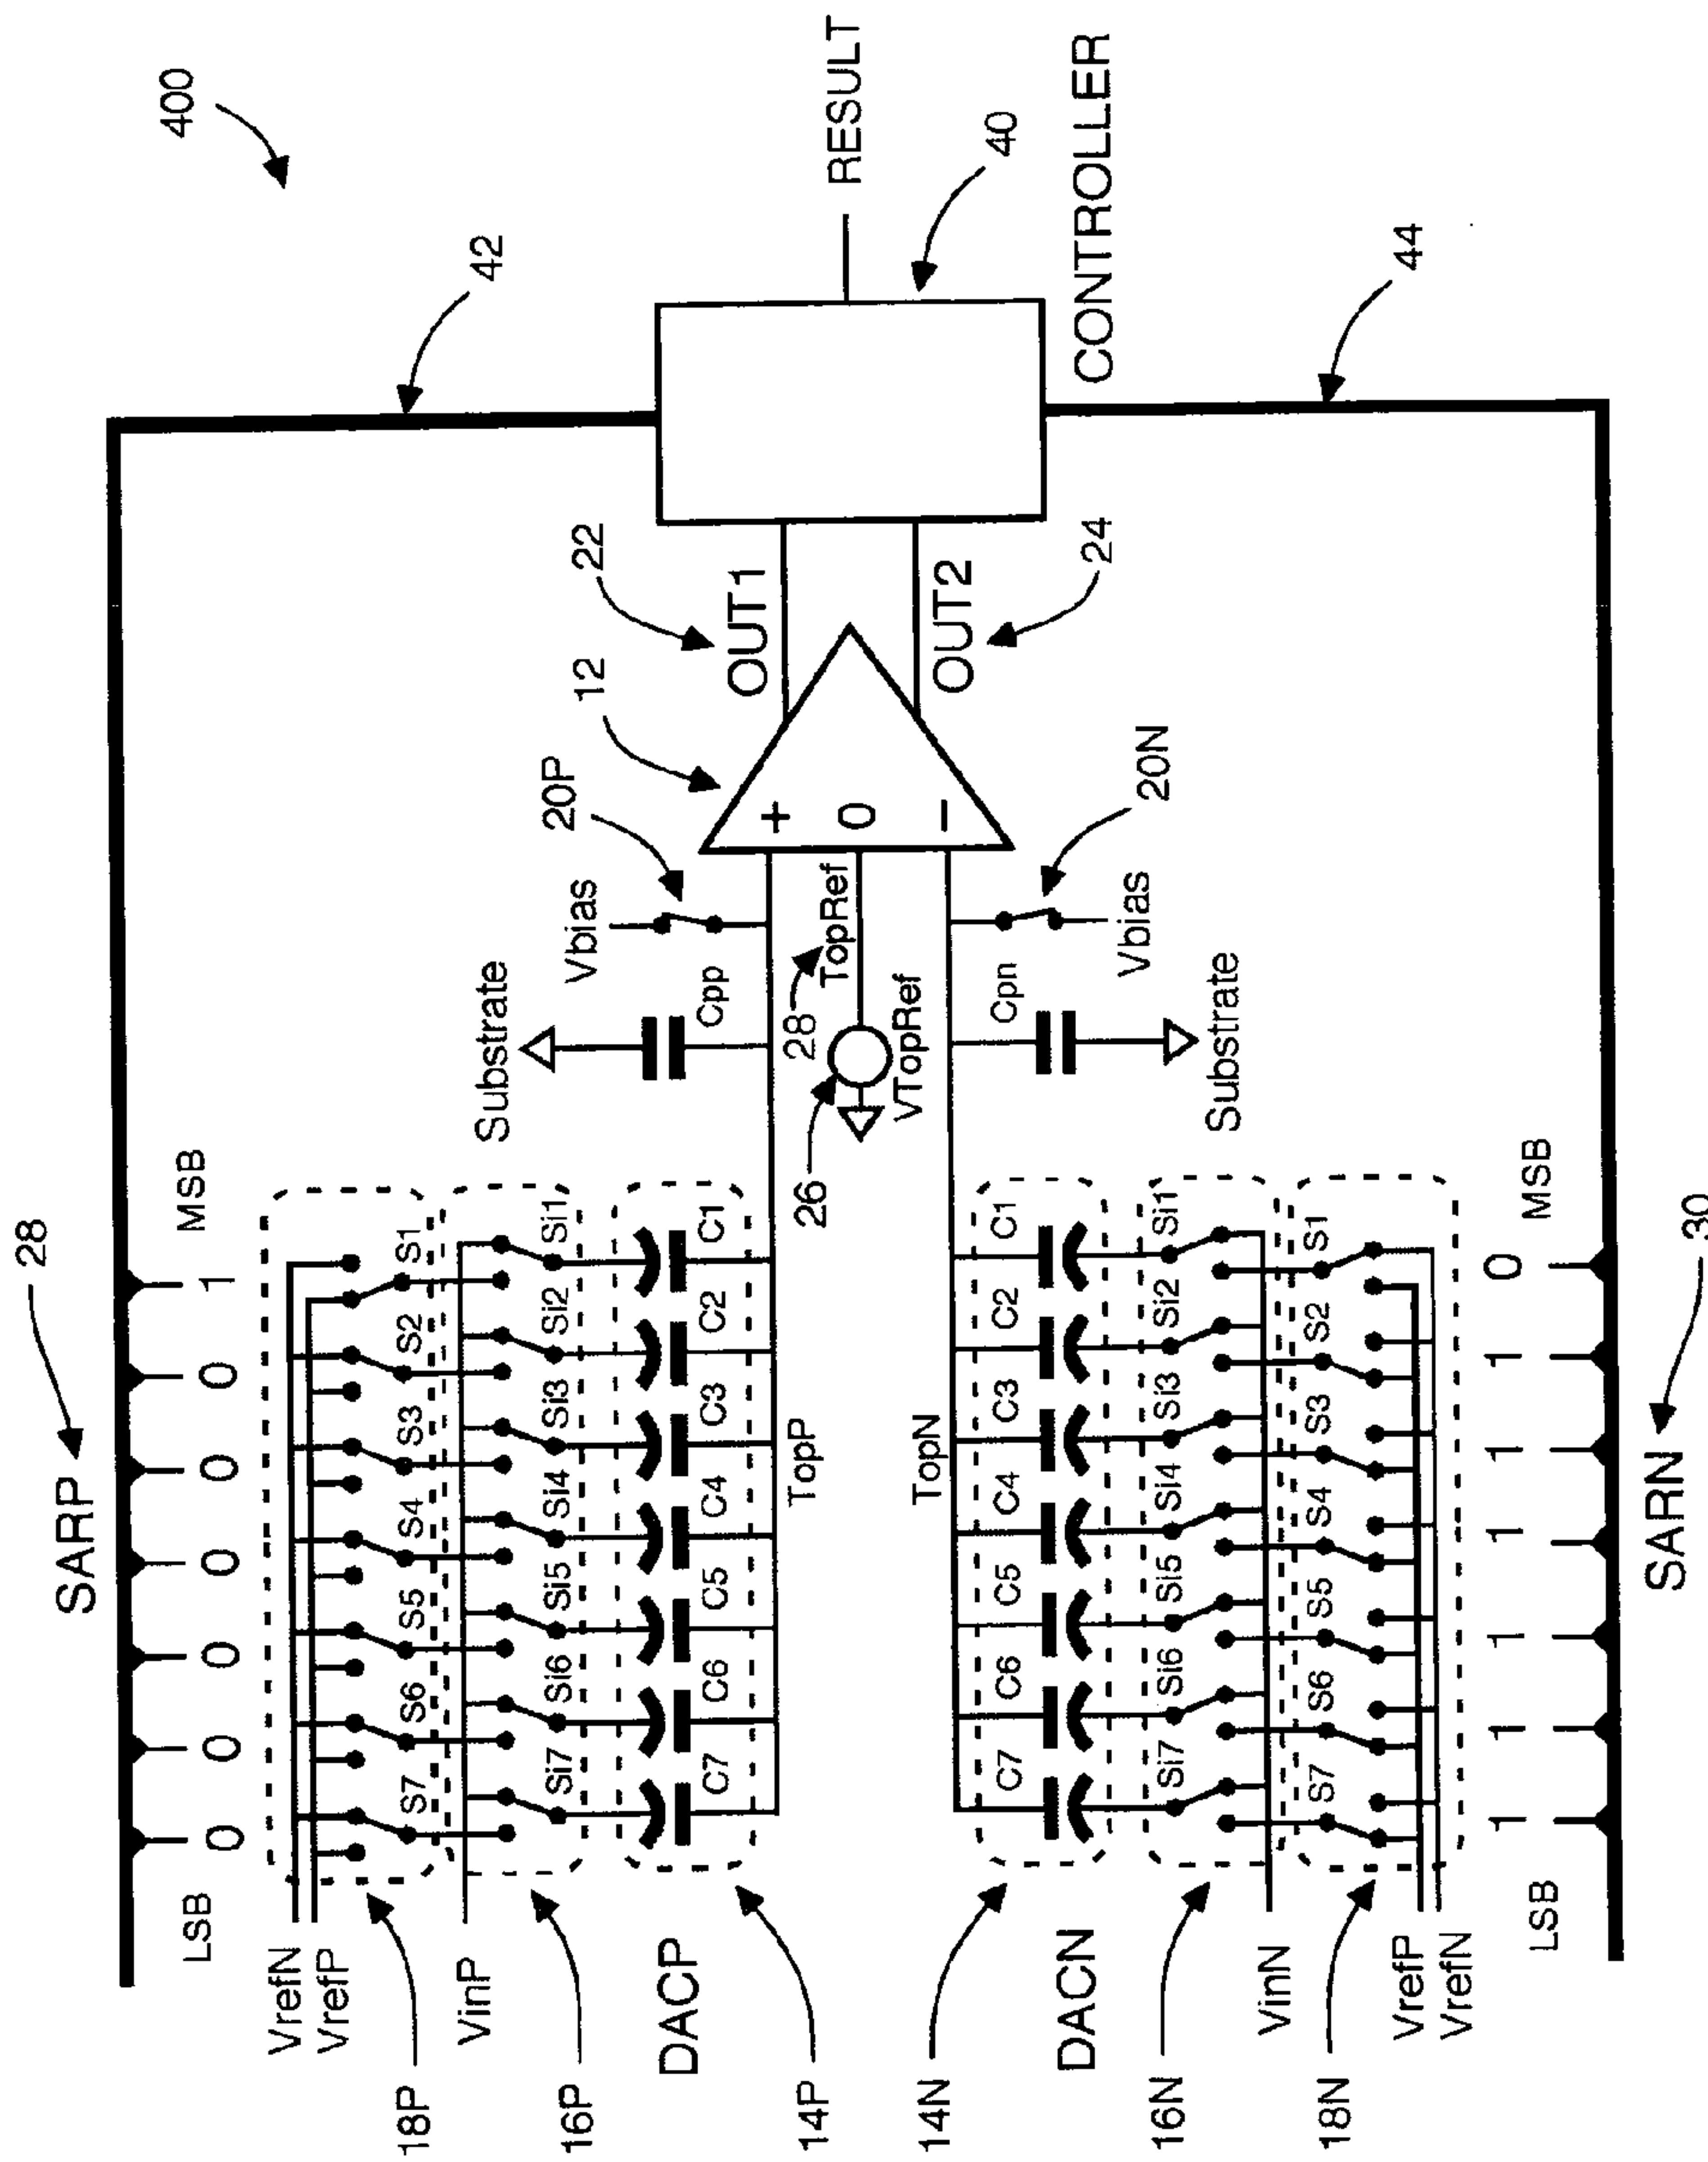 400
SARP
28
42
LSB
0
0
0
0
0
0
1
MSB
VrefN
VrefP
S7
S6
S5
S4
S3
S2
S1
18P
VinP
Si7
Si6
Si5
Si4
Si3
Si2
Si1
16P
DACP
C7
C6
C5
C4
C3
C2
C1
14P
TopP
Substrate
Cpp
Vbias
20P
12
22
OUT1
+
0
−
26
28
TopRef
VTopRef
OUT2
24
RESULT
40
CONTROLLER
TopN
Cpn
Substrate
Vbias
20N
14N
C7
C6
C5
C4
C3
C2
C1
DACN
16N
Si7
Si6
Si5
Si4
Si3
Si2
Si1
VinN
18N
S7
S6
S5
S4
S3
S2
S1
VrefP
VrefN
LSB
1
1
1
1
1
1
0
MSB
44
SARN
30